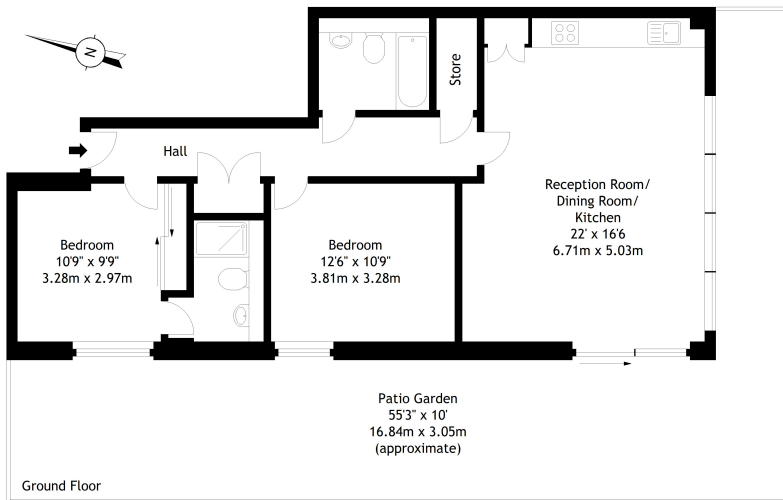 N
Store
Hall
Reception Room/
Dining Room/
Kitchen
22' x 16'6
6.71m x 5.03m
Bedroom
10'9" x 9'9"
3.28m x 2.97m
Bedroom
12'6" x 10'9"
3.81m x 3.28m
Patio Garden
55'3" x 10'
16.84m x 3.05m
(approximate)
Ground Floor